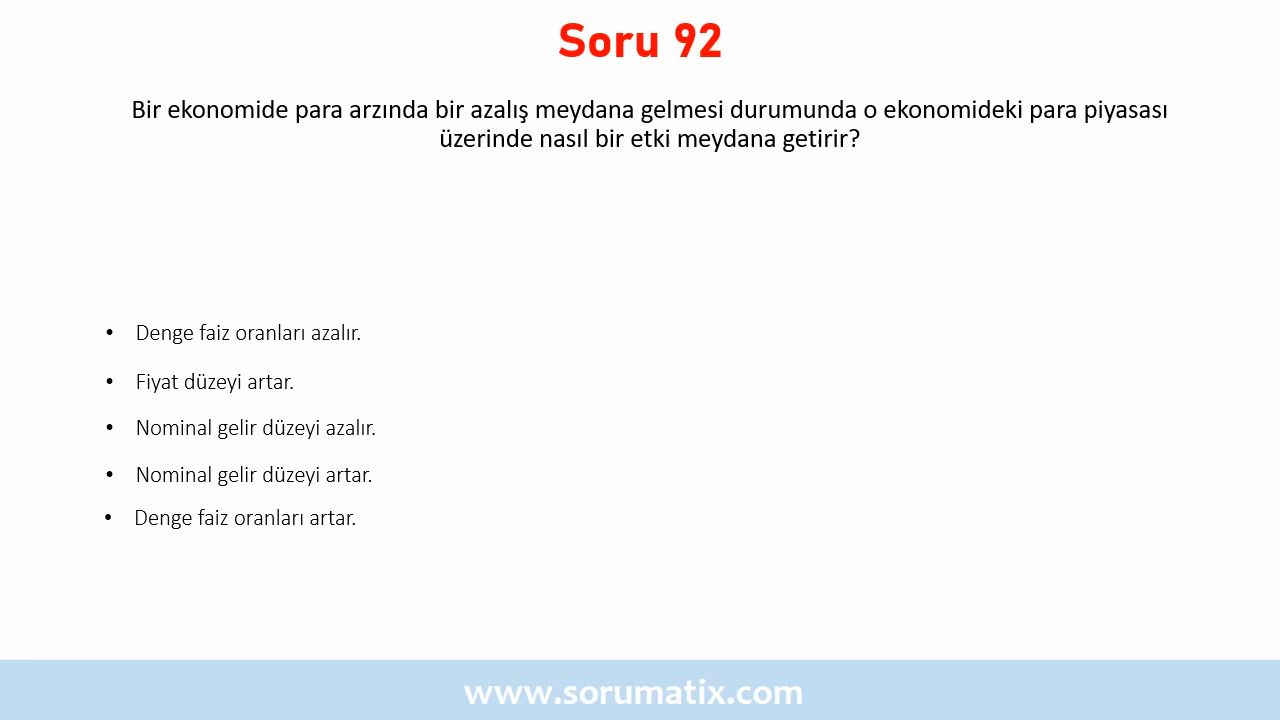 Soru 92
Bir ekonomide para arzında bir azalış meydana gelmesi durumunda o ekonomideki para piyasası
üzerinde nasıl bir etki meydana getirir?
• Denge faiz oranları azalır.
• Fiyat düzeyi artar.
• Nominal gelir düzeyi azalır.
• Nominal gelir düzeyi artar.
• Denge faiz oranları artar.
www.sorumatix.com